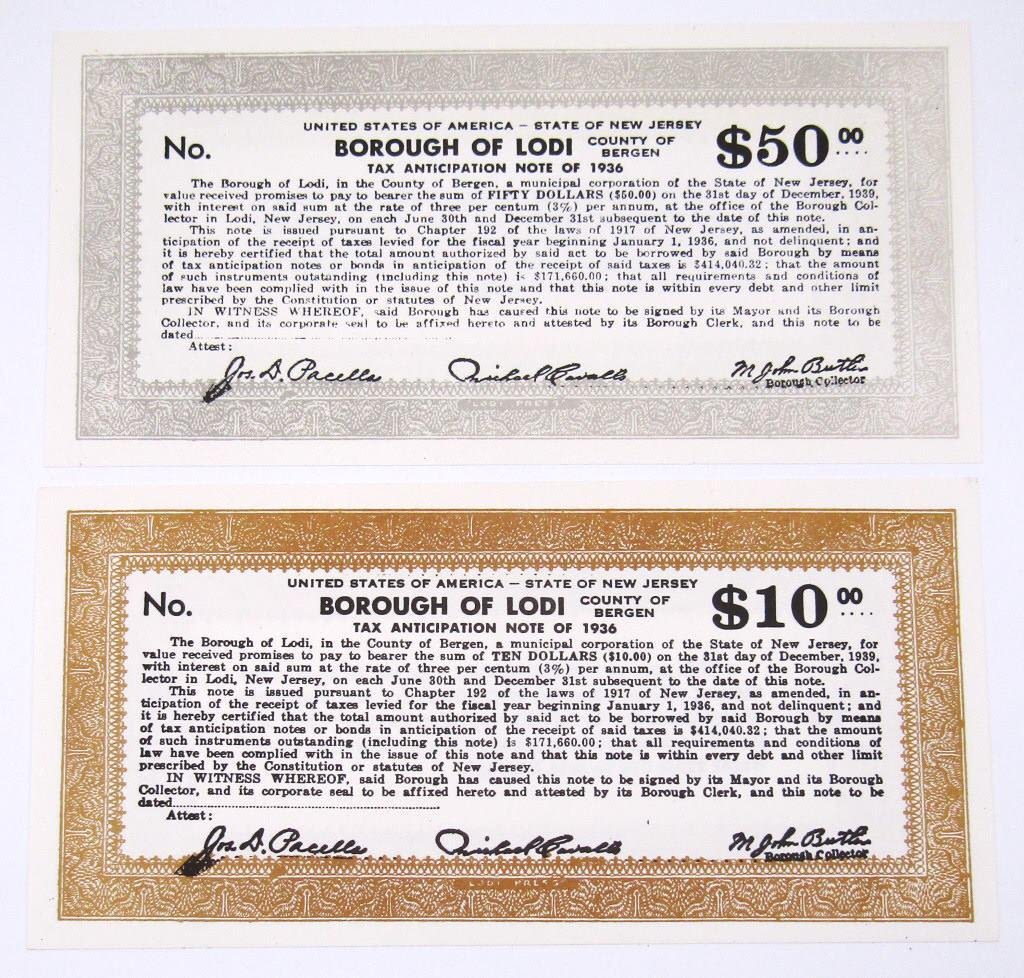 UNITED STATES OF AMERICA – STATE OF NEW JERSEY
No. BOROUGH OF LODI COUNTY OF BERGEN $50 00
TAX ANTICIPATION NOTE OF 1936
The Borough of Lodi, in the County of Bergen, a municipal corporation of the State of New Jersey, for
value received promises to pay to bearer the sum of FIFTY DOLLARS ($50.00) on the 31st day of December, 1939,
with interest on said sum at the rate of three per centum (3%) per annum, at the office of the Borough Col-
lector in Lodi, New Jersey, on each June 30th and December 31st subsequent to the date of this note.
This note is issued pursuant to Chapter 192 of the laws of 1917 of New Jersey, as amended, in an-
ticipation of the receipt of taxes levied for the fiscal year beginning January 1, 1936, and not delinquent; and
it is hereby certified that the total amount authorized by said act to be borrowed by said Borough by means
of tax anticipation notes or bonds in anticipation of the receipt of said taxes is $414,040.32; that the amount
of such instruments outstanding (including this note) is $171,660.00; that all requirements and conditions of
law have been complied with in the issue of this note and that this note is within every debt and other limit
prescribed by the Constitution or statutes of New Jersey.
IN WITNESS WHEREOF, said Borough has caused this note to be signed by its Mayor and its Borough
Collector, and its corporate seal to be affixed hereto and attested by its Borough Clerk, and this note to be
dated
Attest:
Jos. D. Pacella Michael Cavallo M John Butler
Borough Collector
UNITED STATES OF AMERICA – STATE OF NEW JERSEY
No. BOROUGH OF LODI COUNTY OF BERGEN $10 00
TAX ANTICIPATION NOTE OF 1936
The Borough of Lodi, in the County of Bergen, a municipal corporation of the State of New Jersey, for
value received promises to pay to bearer the sum of TEN DOLLARS ($10.00) on the 31st day of December, 1939,
with interest on said sum at the rate of three per centum (3%) per annum, at the office of the Borough Col-
lector in Lodi, New Jersey, on each June 30th and December 31st subsequent to the date of this note.
This note is issued pursuant to Chapter 192 of the laws of 1917 of New Jersey, as amended, in an-
ticipation of the receipt of taxes levied for the fiscal year beginning January 1, 1936, and not delinquent; and
it is hereby certified that the total amount authorized by said act to be borrowed by said Borough by means
of tax anticipation notes or bonds in anticipation of the receipt of said taxes is $414,040.32; that the amount
of such instruments outstanding (including this note) is $171,660.00; that all requirements and conditions of
law have been complied with in the issue of this note and that this note is within every debt and other limit
prescribed by the Constitution or statutes of New Jersey.
IN WITNESS WHEREOF, said Borough has caused this note to be signed by its Mayor and its Borough
Collector, and its corporate seal to be affixed hereto and attested by its Borough Clerk, and this note to be
dated
Attest:
Jos. D. Pacella Michael Cavallo M John Butler
Borough Collector
LODI PRESS